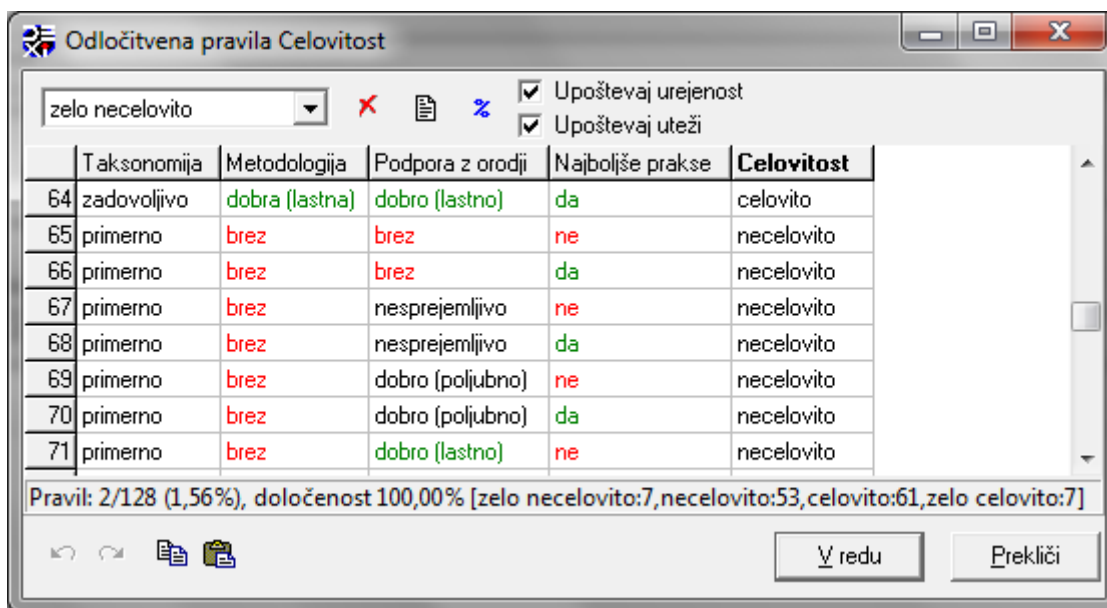 Odločitvena pravila Celovitost
zelo necelovito
% Upoštevaj urejenost
Upoštevaj uteži
Taksonomija Metodologija Podpora z orodji Najboljše prakse Celovitost
64 zadovoljivo dobra (lastna) dobro (lastno) da celovito
65 primerno brez brez ne necelovito
66 primerno brez brez da necelovito
67 primerno brez nesprejemljivo ne necelovito
68 primerno brez nesprejemljivo da necelovito
69 primerno brez dobro (poljubno) ne necelovito
70 primerno brez dobro (poljubno) da necelovito
71 primerno brez dobro (lastno) ne necelovito
Pravil: 2/128 (1,56%), določenost 100,00% [zelo necelovito:7,necelovito:53,celovito:61,zelo celovito:7]
V redu Prekliči